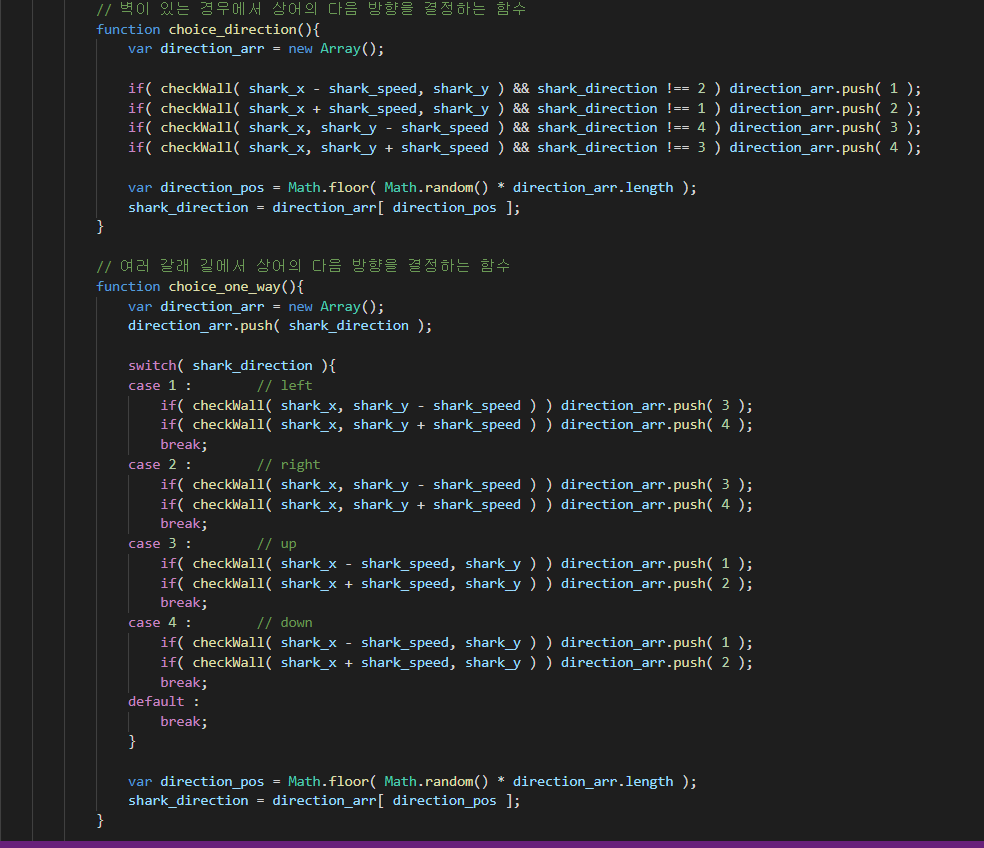 // 벽이 있는 경우에서 상어의 다음 방향을 결정하는 함수
function choice_direction(){
var direction_arr = new Array();
if( checkWall( shark_x - shark_speed, shark_y ) && shark_direction !== 2 ) direction_arr.push( 1 );
if( checkWall( shark_x + shark_speed, shark_y ) && shark_direction !== 1 ) direction_arr.push( 2 );
if( checkWall( shark_x, shark_y - shark_speed ) && shark_direction !== 4 ) direction_arr.push( 3 );
if( checkWall( shark_x, shark_y + shark_speed ) && shark_direction !== 3 ) direction_arr.push( 4 );
var direction_pos = Math.floor( Math.random() * direction_arr.length );
shark_direction = direction_arr[ direction_pos ];
}
// 여러 갈래 길에서 상어의 다음 방향을 결정하는 함수
function choice_one_way(){
var direction_arr = new Array();
direction_arr.push( shark_direction );
switch( shark_direction ){
case 1 : // left
if( checkWall( shark_x, shark_y - shark_speed ) ) direction_arr.push( 3 );
if( checkWall( shark_x, shark_y + shark_speed ) ) direction_arr.push( 4 );
break;
case 2 : // right
if( checkWall( shark_x, shark_y - shark_speed ) ) direction_arr.push( 3 );
if( checkWall( shark_x, shark_y + shark_speed ) ) direction_arr.push( 4 );
break;
case 3 : // up
if( checkWall( shark_x - shark_speed, shark_y ) ) direction_arr.push( 1 );
if( checkWall( shark_x + shark_speed, shark_y ) ) direction_arr.push( 2 );
break;
case 4 : // down
if( checkWall( shark_x - shark_speed, shark_y ) ) direction_arr.push( 1 );
if( checkWall( shark_x + shark_speed, shark_y ) ) direction_arr.push( 2 );
break;
default :
break;
}
var direction_pos = Math.floor( Math.random() * direction_arr.length );
shark_direction = direction_arr[ direction_pos ];
}